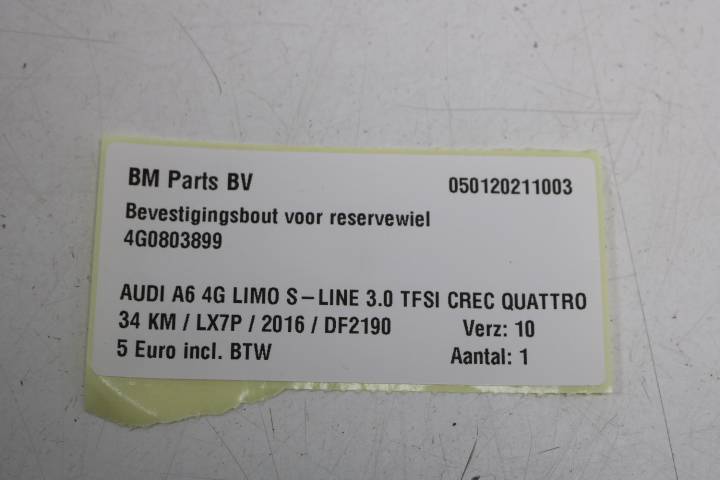 BM Parts BV 050120211003
Bevestigingsbout voor reservewiel
4G0803899
AUDI A6 4G LIMO S-LINE 3.0 TFSI CREC QUATTRO
34 KM / LX7P / 2016 / DF2190 Verz: 10
5 Euro incl. BTW Aantal: 1